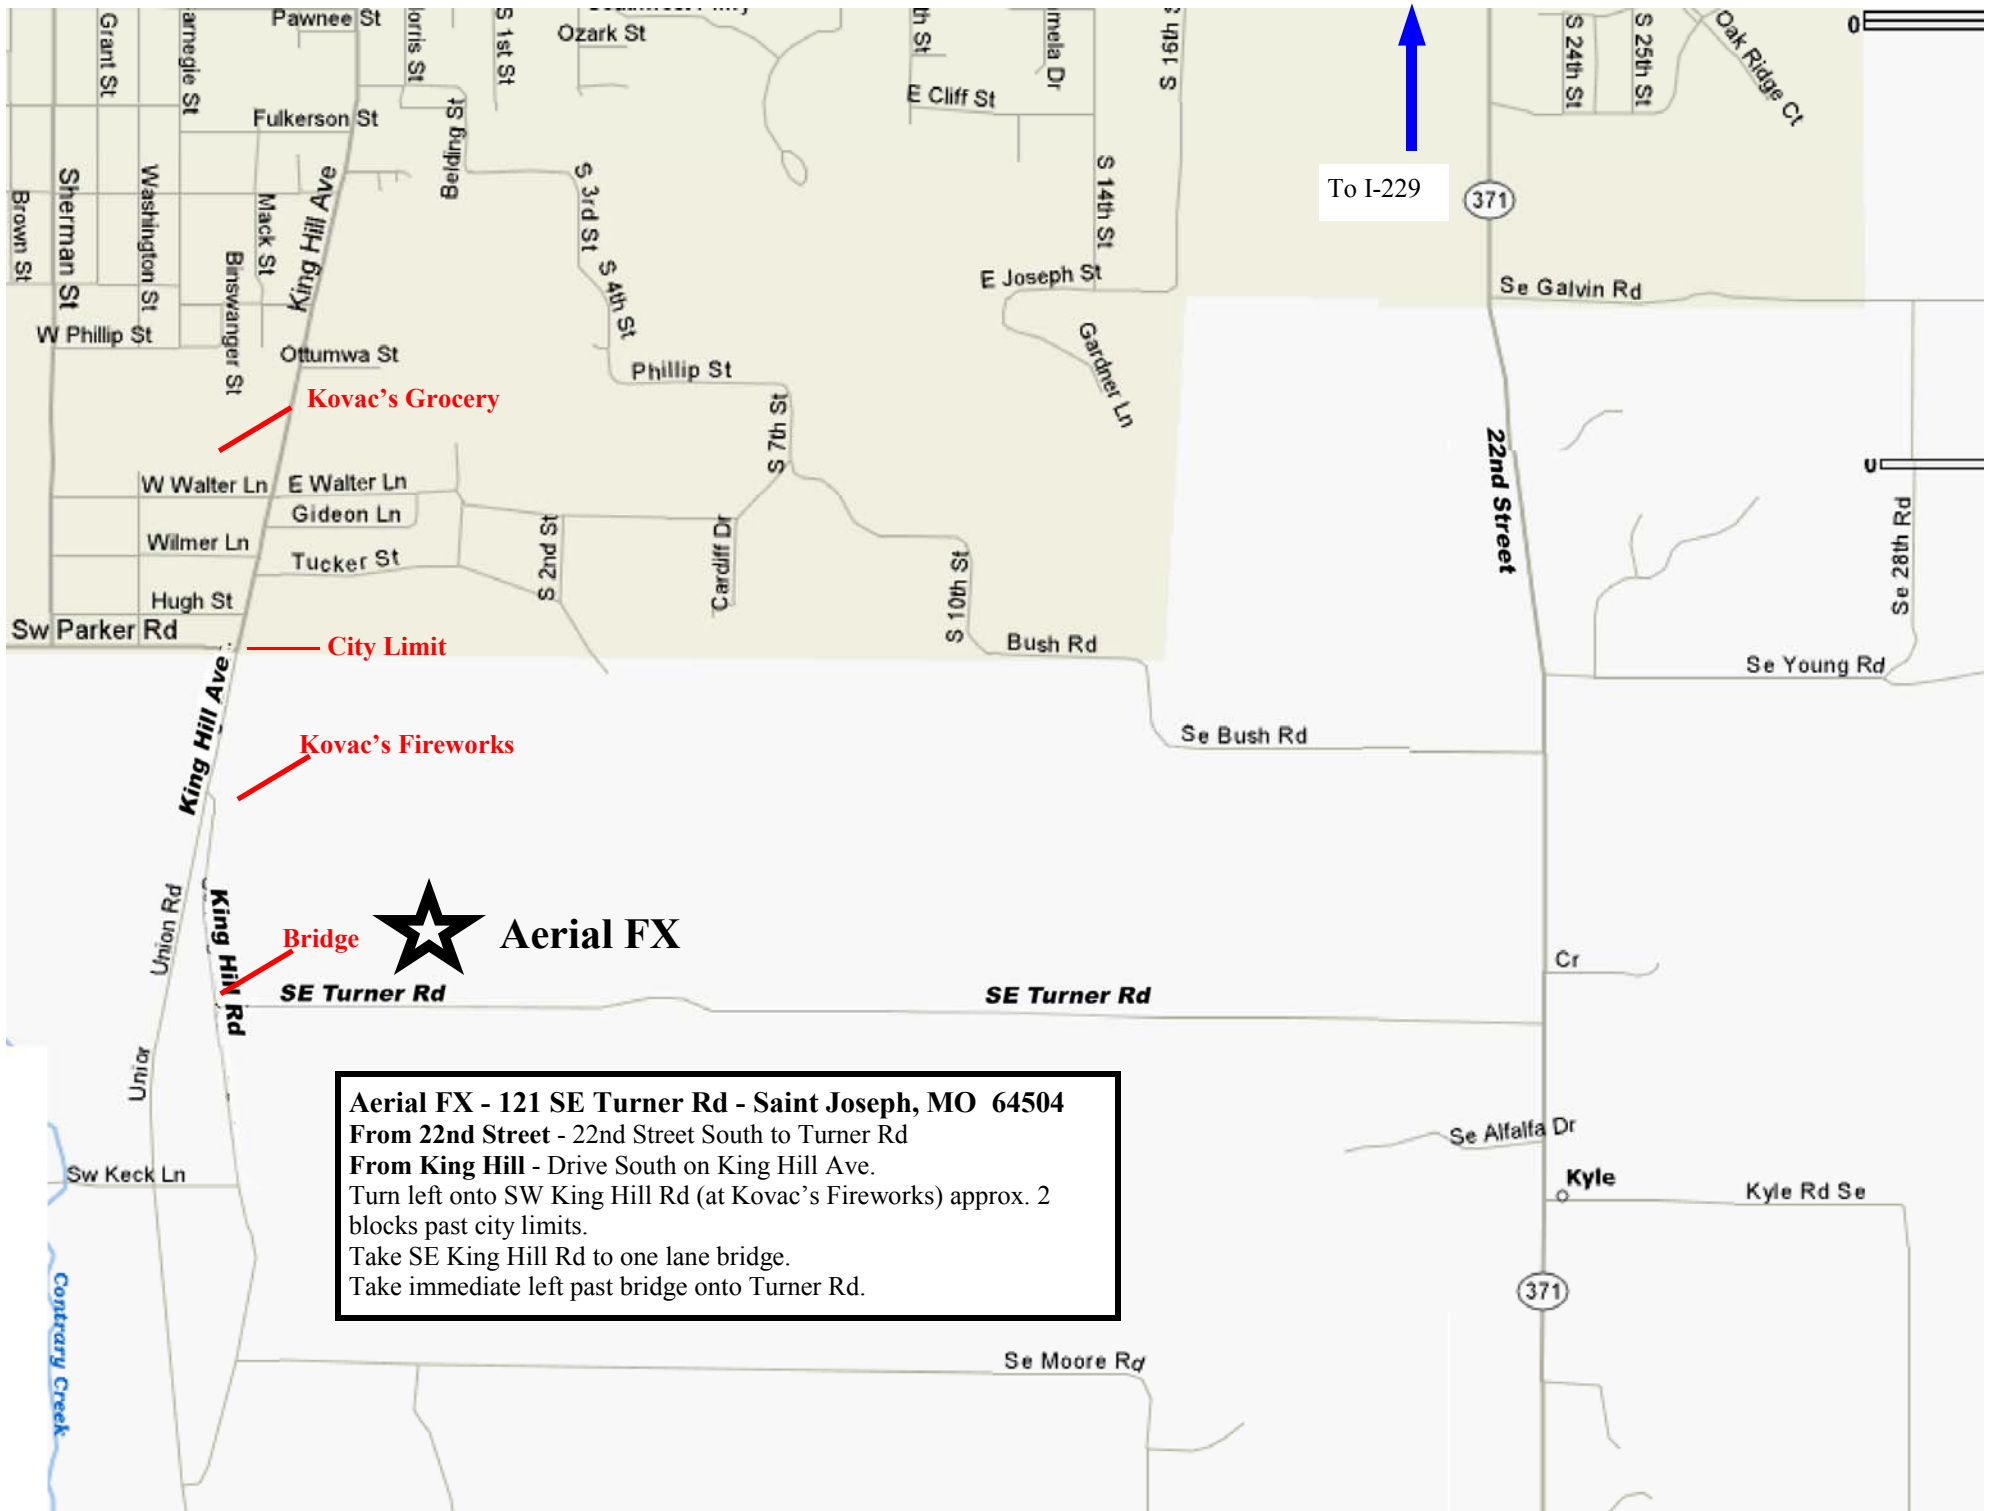 Pawnee St
Ozark St
Grant St
S 1st St
E Cliff St
S 24th St
S 25th St
Oak Ridge Ct
0
Fulkerson St
Belding St
S 19th S
To I-229
371
Brown St
Sherman St
Washington St
Mack St
Binswanger St
King Hill Ave
S 3rd St
S 4th St
S 14th St
E Joseph St
Gardner Ln
Se Galvin Rd
W Phillip St
Ottumwa St
Phillip St
Kovac's Grocery
S 7th St
22nd Street
Se 28th Rd
W Walter Ln
E Walter Ln
Gideon Ln
Wilmer Ln
Tucker St
S 2nd St
Cardiff Dr
S 10th St
Hugh St
Sw Parker Rd
City Limit
Bush Rd
Se Young Rd
King Hill Ave
Se Bush Rd
Kovac's Fireworks
Union Rd
King Hill Rd
Bridge
Aerial FX
Cr
SE Turner Rd
SE Turner Rd
Aerial FX - 121 SE Turner Rd - Saint Joseph, MO 64504
From 22nd Street - 22nd Street South to Turner Rd
From King Hill - Drive South on King Hill Ave.
Turn left onto SW King Hill Rd (at Kovac's Fireworks) approx. 2
blocks past city limits.
Take SE King Hill Rd to one lane bridge.
Take immediate left past bridge onto Turner Rd.
Se Alfalfa Dr
Sw Keck Ln
Kyle
Kyle Rd Se
371
Contrary Creek
Se Moore Rd